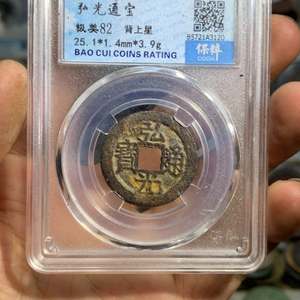 弘光通宝
极美82 背上星
25.1*1.4mm*3.9g
BAO CUI COINS RATING
保粹
弘光通寶